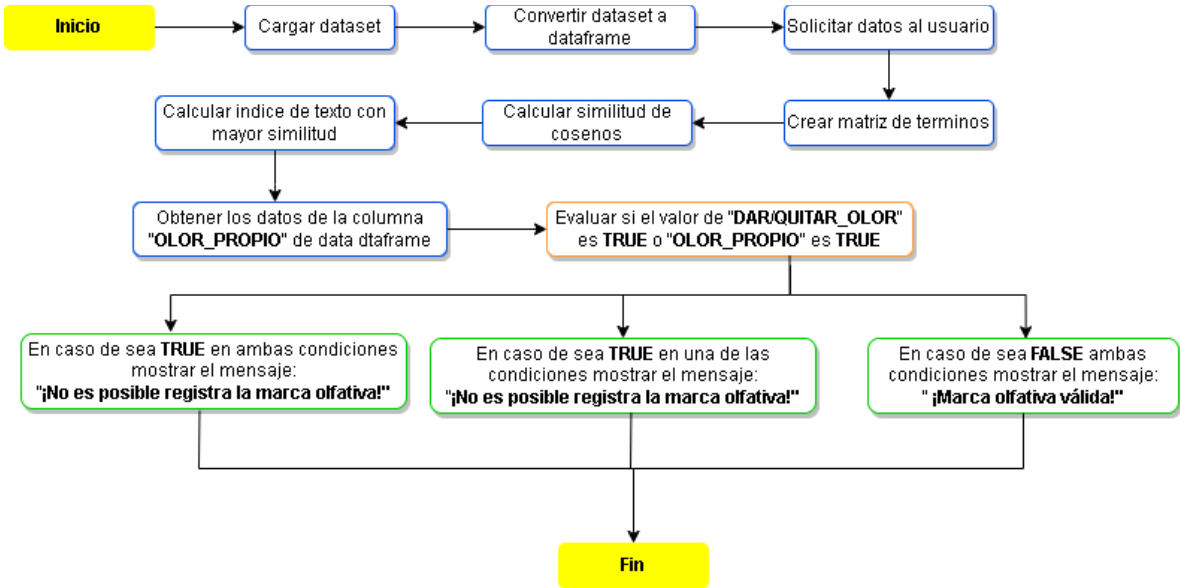 Inicio
Cargar dataset
Convertir dataset a
dataframe
Solicitar datos al usuario
Crear matriz de terminos
Calcular similitud de
cosenos
Calcular indice de texto con
mayor similitud
Obtener los datos de la columna
"OLOR_PROPIO" de data dtaframe
Evaluar si el valor de "DAR/QUITAR_OLOR"
es TRUE o "OLOR_PROPIO" es TRUE
En caso de sea TRUE en ambas condiciones
mostrar el mensaje:
"¡No es posible registra la marca olfativa!"
En caso de sea TRUE en una de las
condiciones mostrar el mensaje:
"¡No es posible registra la marca olfativa!"
En caso de sea FALSE ambas
condiciones mostrar el mensaje:
" ¡Marca olfativa válida!"
Fin